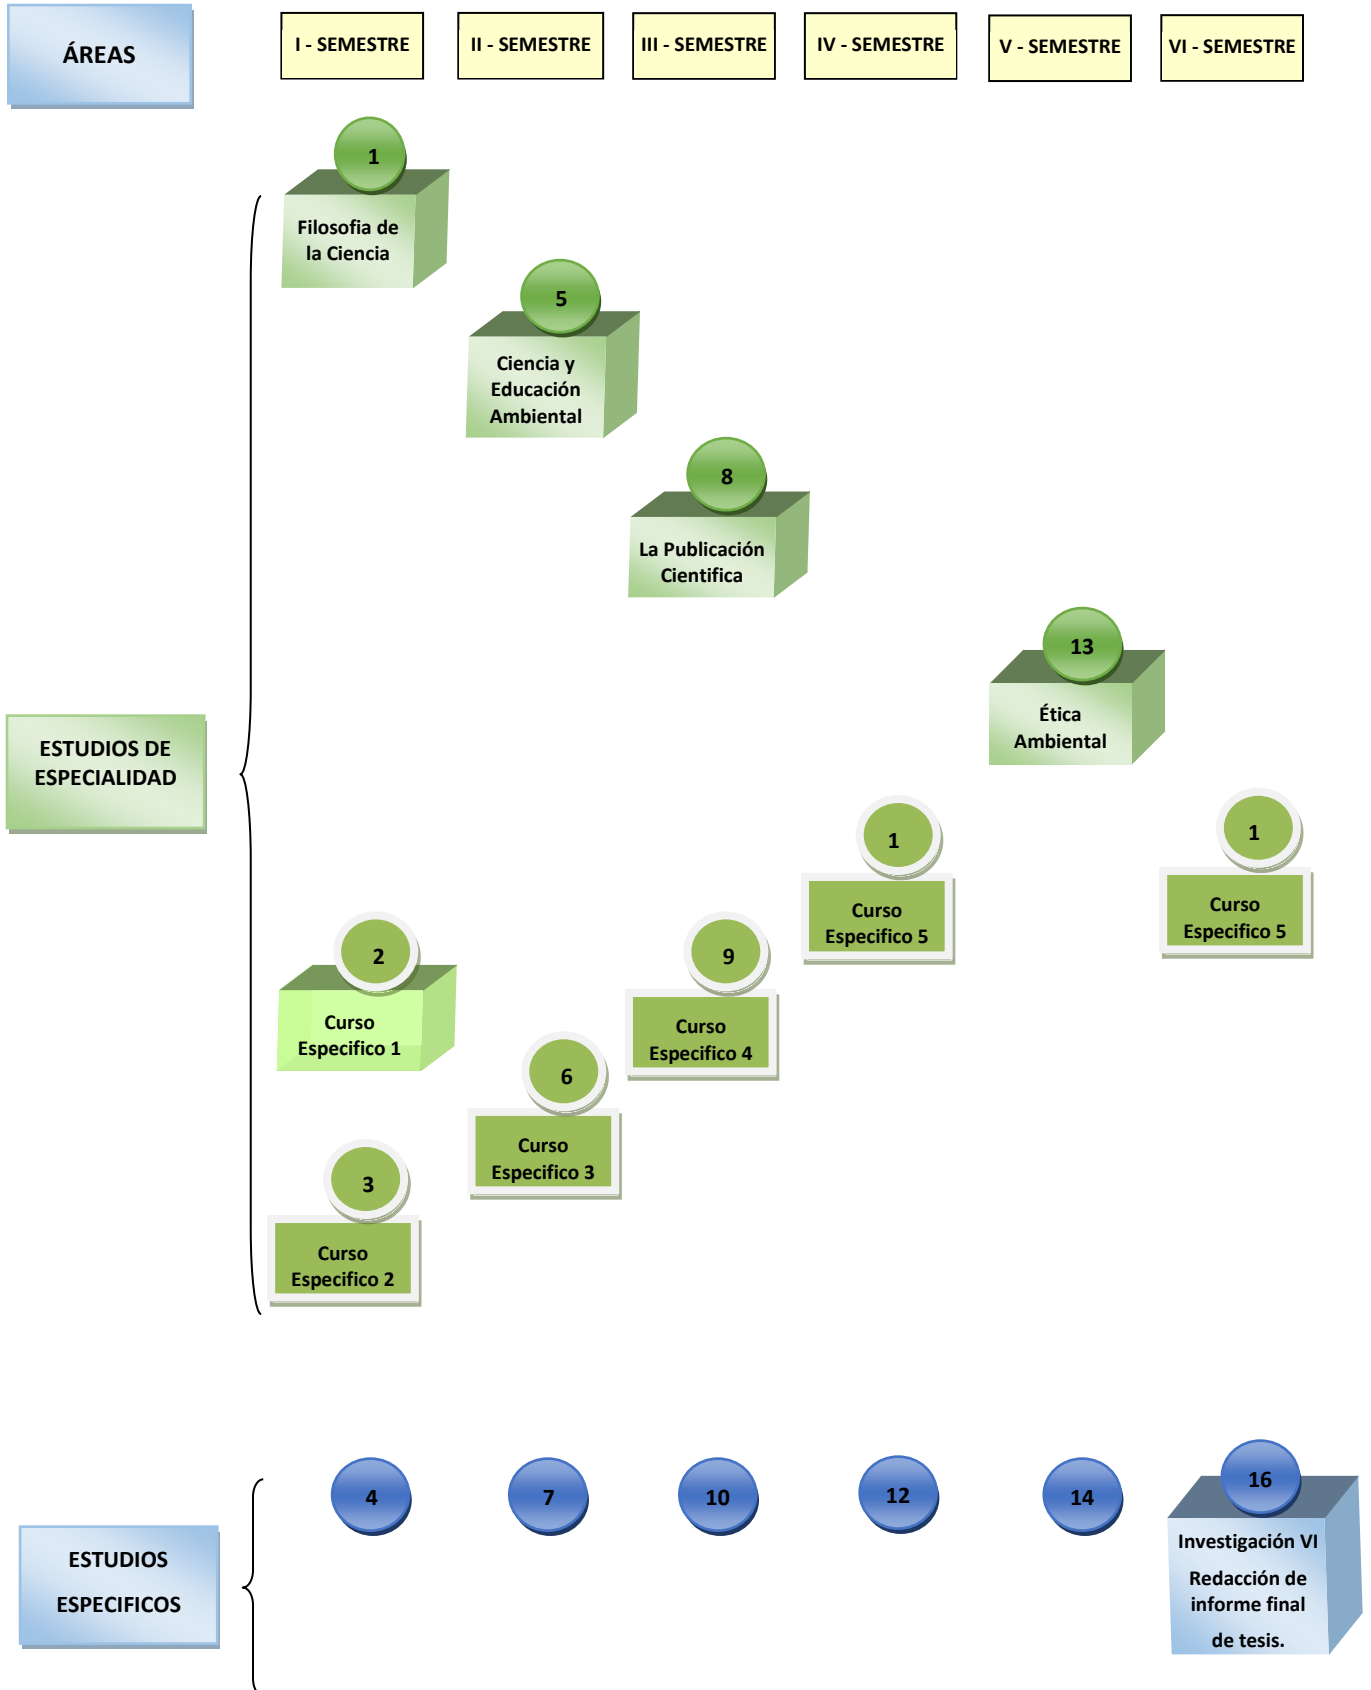 ÁREAS
I - SEMESTRE
II - SEMESTRE
III - SEMESTRE
IV - SEMESTRE
V - SEMESTRE
VI - SEMESTRE
1
Filosofia de
la Ciencia
5
Ciencia y
Educación
Ambiental
8
La Publicación
Cientifica
13
Ética
Ambiental
ESTUDIOS DE
ESPECIALIDAD
1
Curso
Especifico 5
1
Curso
Especifico 5
2
Curso
Especifico 1
9
Curso
Especifico 4
6
Curso
Especifico 3
3
Curso
Especifico 2
4
7
10
12
14
16
Investigación VI
Redacción de
informe final
de tesis.
ESTUDIOS
ESPECIFICOS